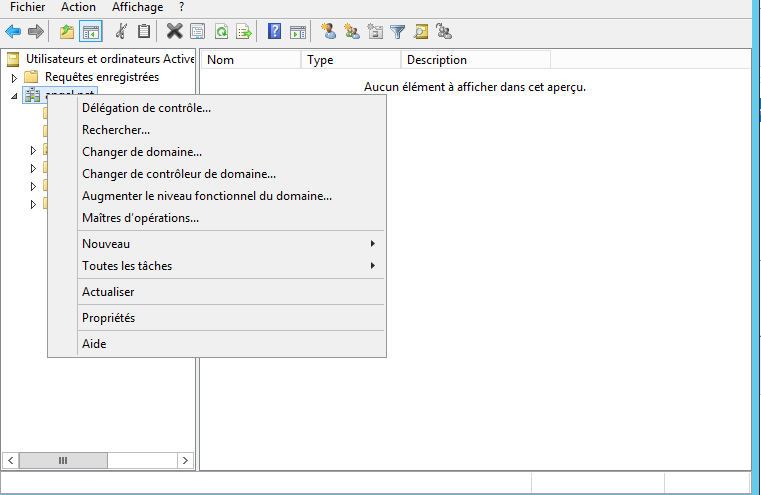 Fichier Action Affichage ?
Utilisateurs et ordinateurs Active
Nom Type Description
Requêtes enregistrées
Aucun élément à afficher dans cet aperçu.
Délégation de contrôle...
Rechercher...
Changer de domaine...
Changer de contrôleur de domaine...
Augmenter le niveau fonctionnel du domaine...
Maîtres d'opérations...
Nouveau
Toutes les tâches
Actualiser
Propriétés
Aide